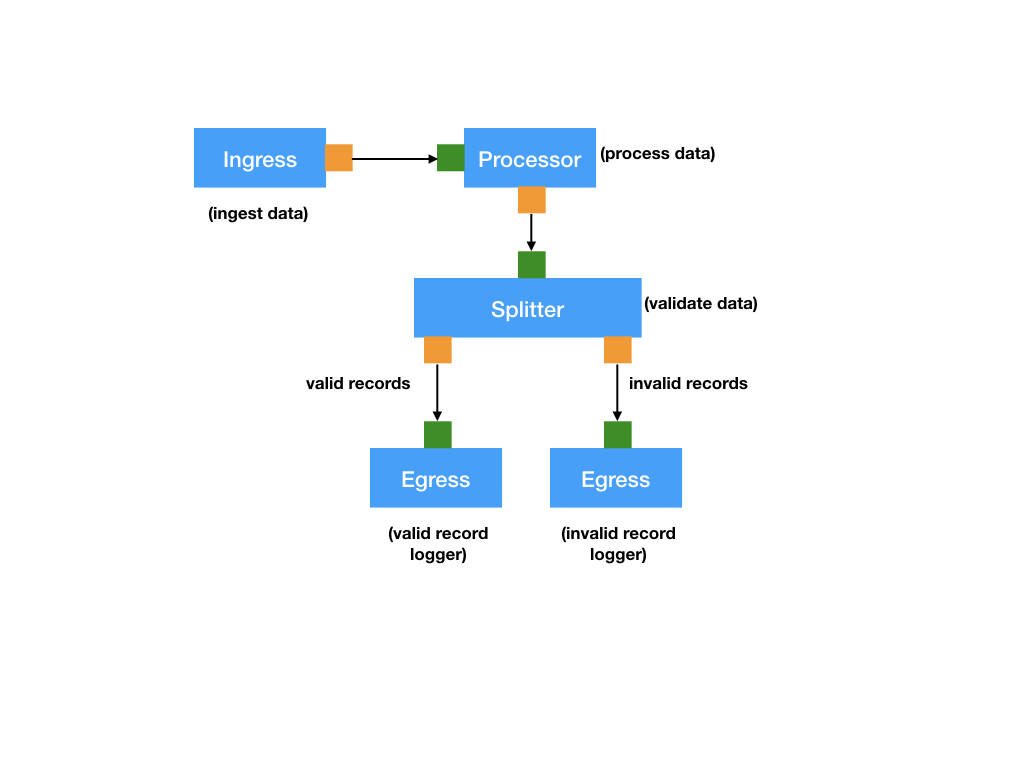 Ingress
Processor
(process data)
(ingest data)
Splitter
(validate data)
valid records
invalid records
Egress
Egress
(valid record
logger)
(invalid record
logger)